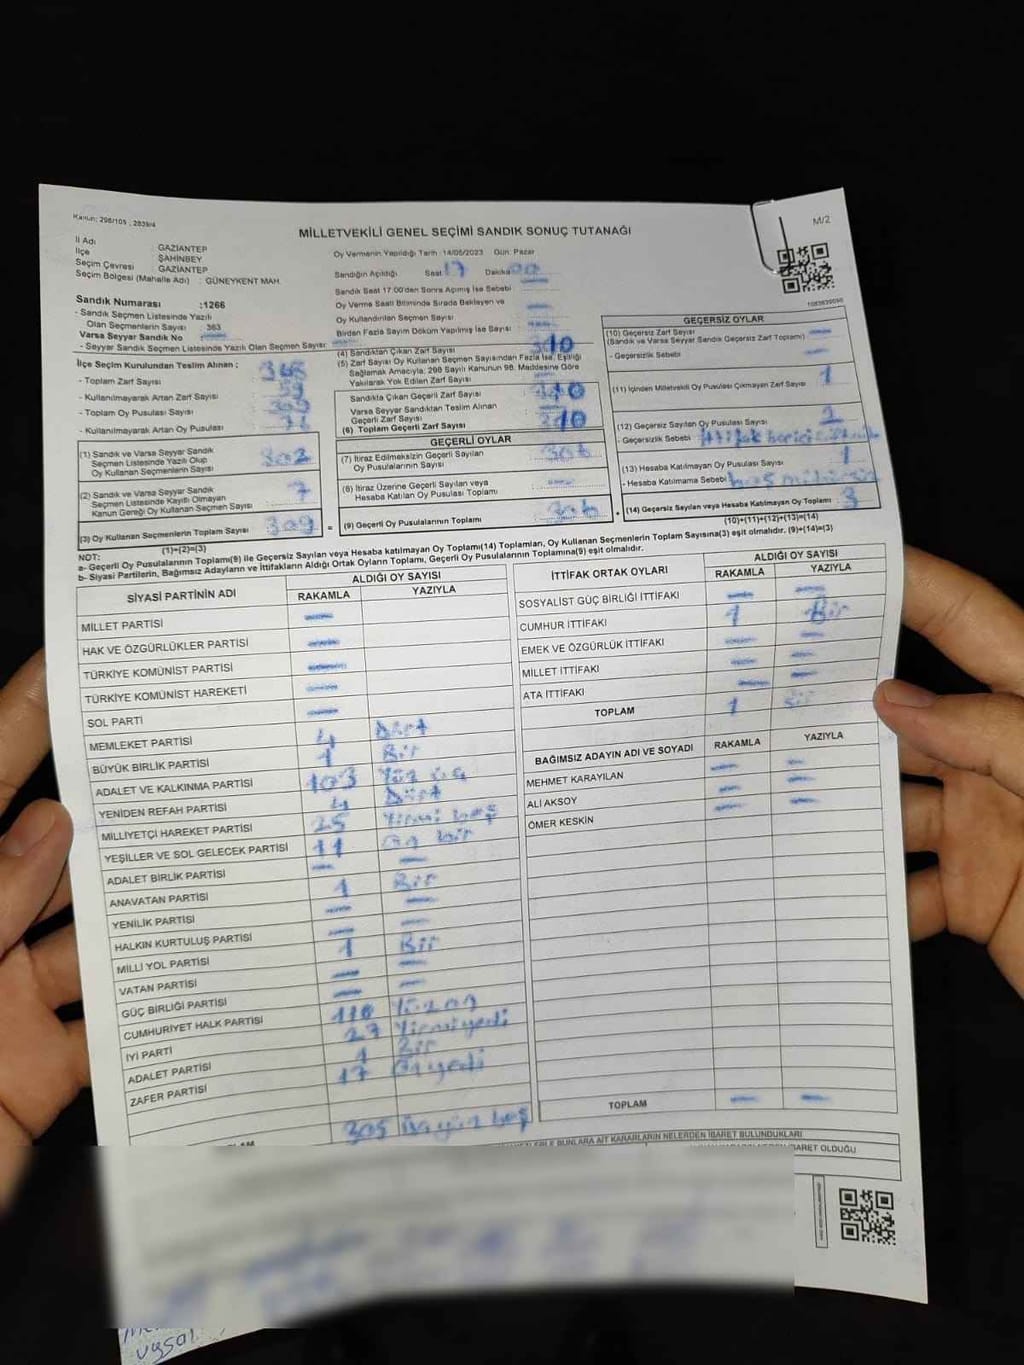 Kanun: 298/105 , 2839/4
M/2
MİLLETVEKİLİ GENEL SEÇİMİ SANDIK SONUÇ TUTANAĞI
İl Adı GAZİANTEP
İlçe ŞAHİNBEY
Seçim Çevresi GAZİANTEP
Seçim Bölgesi (Mahalle Adı) : GÜNEYKENT MAH.
Oy Vermenin Yapıldığı Tarih 14/05/2023 Gün: Pazar
Sandığın Açıldığı Saat 17 Dakika 00
Sandık Saat 17.00'den Sonra Açılmış İse Sebebi
Oy Verme Saati Bitiminde Sırada Bekleyen ve
Oy Kullandırılan Seçmen Sayısı
Birden Fazla Sayım Döküm Yapılmış İse Sayısı
Sandık Numarası :1266
- Sandık Seçmen Listesinde Yazılı
Olan Seçmenlerin Sayısı : 363
Varsa Seyyar Sandık No
- Seyyar Sandık Seçmen Listesinde Yazılı Olan Seçmen Sayısı:
İlçe Seçim Kurulundan Teslim Alınan ;
- Toplam Zarf Sayısı
- Kullanılmayarak Artan Zarf Sayısı
- Toplam Oy Pusulası Sayısı
- Kullanılmayarak Artan Oy Pusulası
(1) Sandık ve Varsa Seyyar Sandık
Seçmen Listesinde Yazılı Olup
Oy Kullanan Seçmenlerin Sayısı 302
(2) Sandık ve Varsa Seyyar Sandık
Seçmen Listesinde Kayıtlı Olmayan
Kanun Gereği Oy Kullanan Seçmen Sayısı 7
(3) Oy Kullanan Seçmenlerin Toplam Sayısı 309
(1)+(2)=(3)
(4) Sandıktan Çıkan Zarf Sayısı 310
(5) Zarf Sayısı Oy Kullanan Seçmen Sayısından Fazla İse, Eşitliği
Sağlamak Amacıyla, 298 Sayılı Kanunun 98. Maddesine Göre
Yakılarak Yok Edilen Zarf Sayısı
Sandıkta Çıkan Geçerli Zarf Sayısı 310
Varsa Seyyar Sandıktan Teslim Alınan
Geçerli Zarf Sayısı
(6) Toplam Geçerli Zarf Sayısı 310
GEÇERLİ OYLAR
(7) İtiraz Edilmeksizin Geçerli Sayılan
Oy Pusulalarının Sayısı 306
(8) İtiraz Üzerine Geçerli Sayılan veya
Hesaba Katılan Oy Pusulası Toplamı
= (9) Geçerli Oy Pusulalarının Toplamı 306
GEÇERSİZ OYLAR
(10) Geçersiz Zarf Sayısı
(Sandık ve Varsa Seyyar Sandık Geçersiz Zarf Toplamı)
- Geçersizlik Sebebi
(11) İçinden Milletvekili Oy Pusulası Çıkmayan Zarf Sayısı 1
(12) Geçersiz Sayılan Oy Pusulası Sayısı
- Geçersizlik Sebebi
(13) Hesaba Katılmayan Oy Pusulası Sayısı 1
- Hesaba Katılmama Sebebi
+ (14) Geçersiz Sayılan veya Hesaba Katılmayan Oy Toplamı 3
(10)+(11)+(12)+(13)=(14)
NOT:
a- Geçerli Oy Pusulalarının Toplamı(9) ile Geçersiz Sayılan veya Hesaba katılmayan Oy Toplamı(14) Toplamları, Oy Kullanan Seçmenlerin Toplam Sayısına(3) eşit olmalıdır. (9)+(14)=(3)
b- Siyasi Partilerin, Bağımsız Adayların ve İttifakların Aldığı Ortak Oyların Toplamı, Geçerli Oy Pusulalarının Toplamına(9) eşit olmalıdır.
SİYASİ PARTİNİN ADI
ALDIĞI OY SAYISI
RAKAMLA YAZIYLA
MİLLET PARTİSİ
HAK VE ÖZGÜRLÜKLER PARTİSİ
TÜRKİYE KOMÜNİST PARTİSİ
TÜRKİYE KOMÜNİST HAREKETİ
SOL PARTİ
MEMLEKET PARTİSİ 4 Dört
BÜYÜK BİRLİK PARTİSİ 1 Bir
ADALET VE KALKINMA PARTİSİ 103 Yüz üç
YENİDEN REFAH PARTİSİ 4 Dört
MİLLİYETÇİ HAREKET PARTİSİ 25 Yirmi beş
YEŞİLLER VE SOL GELECEK PARTİSİ 11 On bir
ADALET BİRLİK PARTİSİ
ANAVATAN PARTİSİ 1 Bir
YENİLİK PARTİSİ
HALKIN KURTULUŞ PARTİSİ
MİLLİ YOL PARTİSİ 1 Bir
VATAN PARTİSİ
GÜÇ BİRLİĞİ PARTİSİ
CUMHURİYET HALK PARTİSİ 110 Yüz on
İYİ PARTİ 27 Yirmiyedi
ADALET PARTİSİ 1 Bir
ZAFER PARTİSİ 17 Onyedi
305 Üçyüz beş
İTTİFAK ORTAK OYLARI
ALDIĞI OY SAYISI
RAKAMLA YAZIYLA
SOSYALİST GÜÇ BİRLİĞİ İTTİFAKI
CUMHUR İTTİFAKI 1 Bir
EMEK VE ÖZGÜRLÜK İTTİFAKI
MİLLET İTTİFAKI
ATA İTTİFAKI
TOPLAM 1 Bir
BAĞIMSIZ ADAYIN ADI VE SOYADI RAKAMLA YAZIYLA
MEHMET KARAYILAN
ALİ AKSOY
ÖMER KESKİN
TOPLAM
BUNLARA AİT KARARLARIN NELERDEN İBARET BULUNDUKLARI
İBARET OLDUĞU
uysal